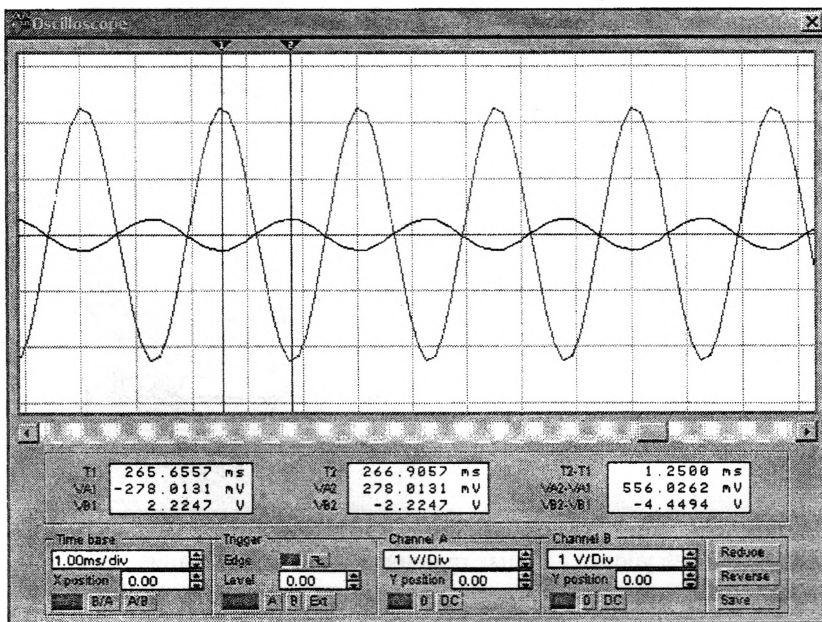 Oscilloscope
1 2
T1 265.6557 ms
VA1 -278.0131 mV
VB1 2.2247 V
T2 266.9057 ms
VA2 278.0131 mV
VB2 -2.2247 V
T2-T1 1.2500 ms
VA2-VA1 556.0262 mV
VB2-VB1 -4.4494 V
Time base
1.00ms/div
X position 0.00
B/A A/B
Trigger
Edge
Level 0.00
A B Ext
Channel A
1 V/Div
Y position 0.00
0 DC
Channel B
1 V/Div
Y position 0.00
0 DC
Reduce
Reverse
Save